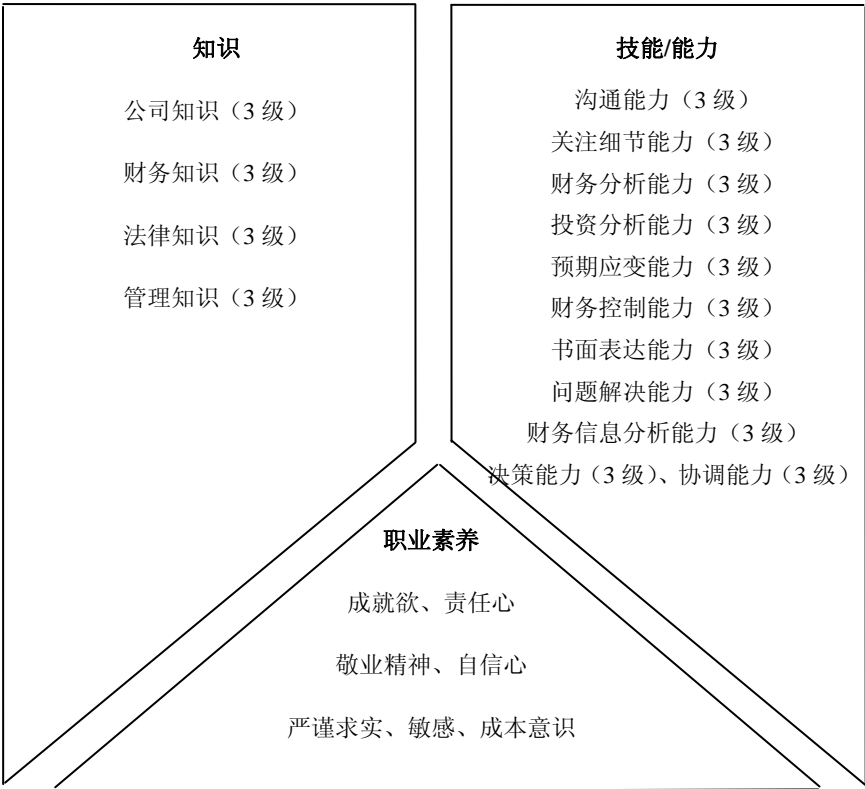 知识
公司知识（3 级）
财务知识（3 级）
法律知识（3 级）
管理知识（3 级）
技能/能力
沟通能力（3 级）
关注细节能力（3 级）
财务分析能力（3 级）
投资分析能力（3 级）
预期应变能力（3 级）
财务控制能力（3 级）
书面表达能力（3 级）
问题解决能力（3 级）
财务信息分析能力（3 级）
决策能力（3 级）、协调能力（3 级）
职业素养
成就欲、责任心
敬业精神、自信心
严谨求实、敏感、成本意识